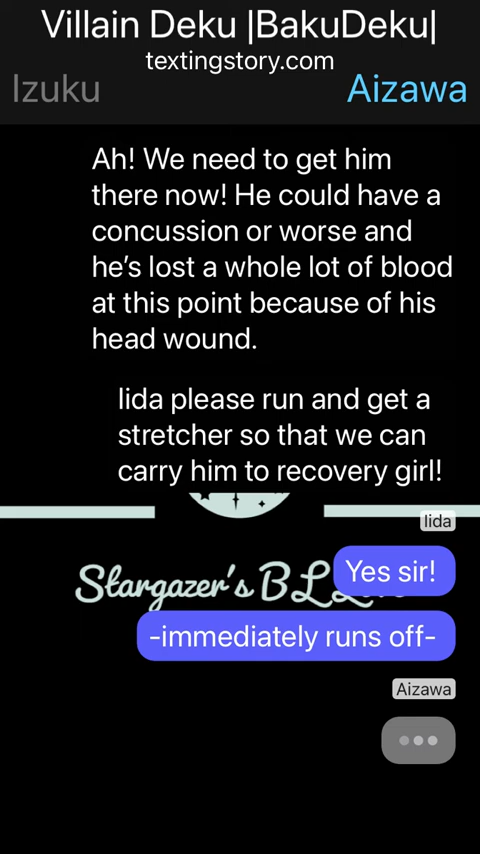 Villain Deku |BakuDeku|
textingstory.com
Izuku
Aizawa
Ah! We need to get him
there now! He could have a
concussion or worse and
he's lost a whole lot of blood
at this point because of his
head wound.
Iida please run and get a
stretcher so that we can
carry him to recovery girl!
Iida
Yes sir!
Stargazer's BL
-immediately runs off-
Aizawa